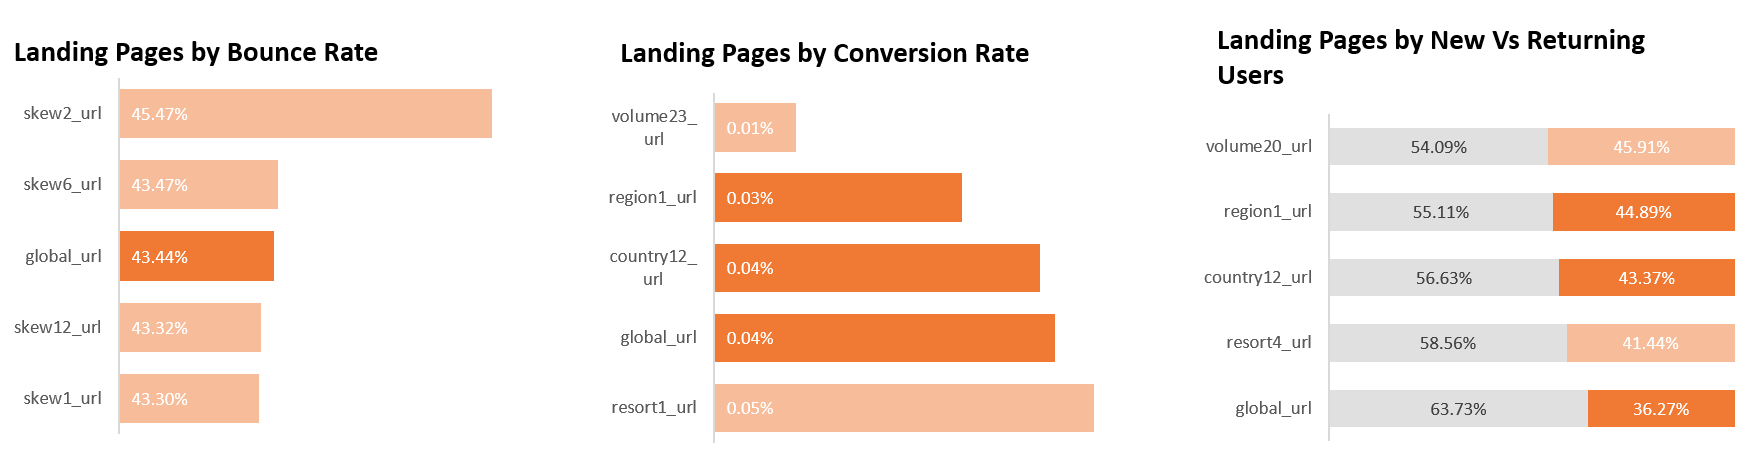 Landing Pages by Bounce Rate
skew2_url 45.47%
skew6_url 43.47%
global_url 43.44%
skew12_url 43.32%
skew1_url 43.30%
Landing Pages by Conversion Rate
volume23_
url
0.01%
region1_url 0.03%
country12_
url
0.04%
global_url 0.04%
resort1_url 0.05%
Landing Pages by New Vs Returning
Users
volume20_url 54.09% 45.91%
region1_url 55.11% 44.89%
country12_url 56.63% 43.37%
resort4_url 58.56% 41.44%
global_url 63.73% 36.27%